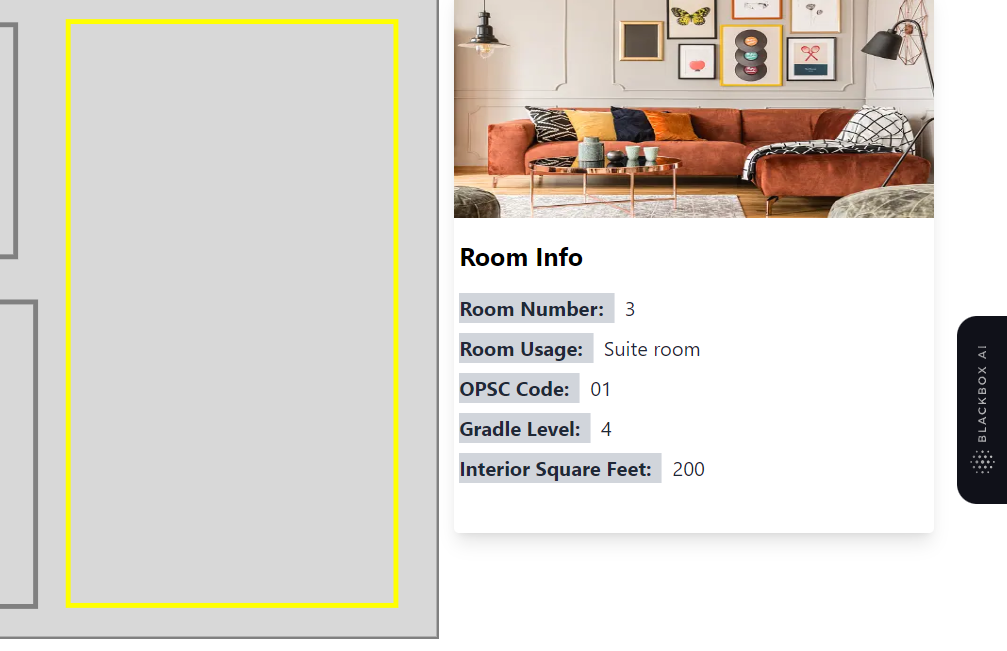 Room Info
Room Number: 3
Room Usage: Suite room
OPSC Code: 01
Gradle Level: 4
Interior Square Feet: 200
BLACKBOX AI